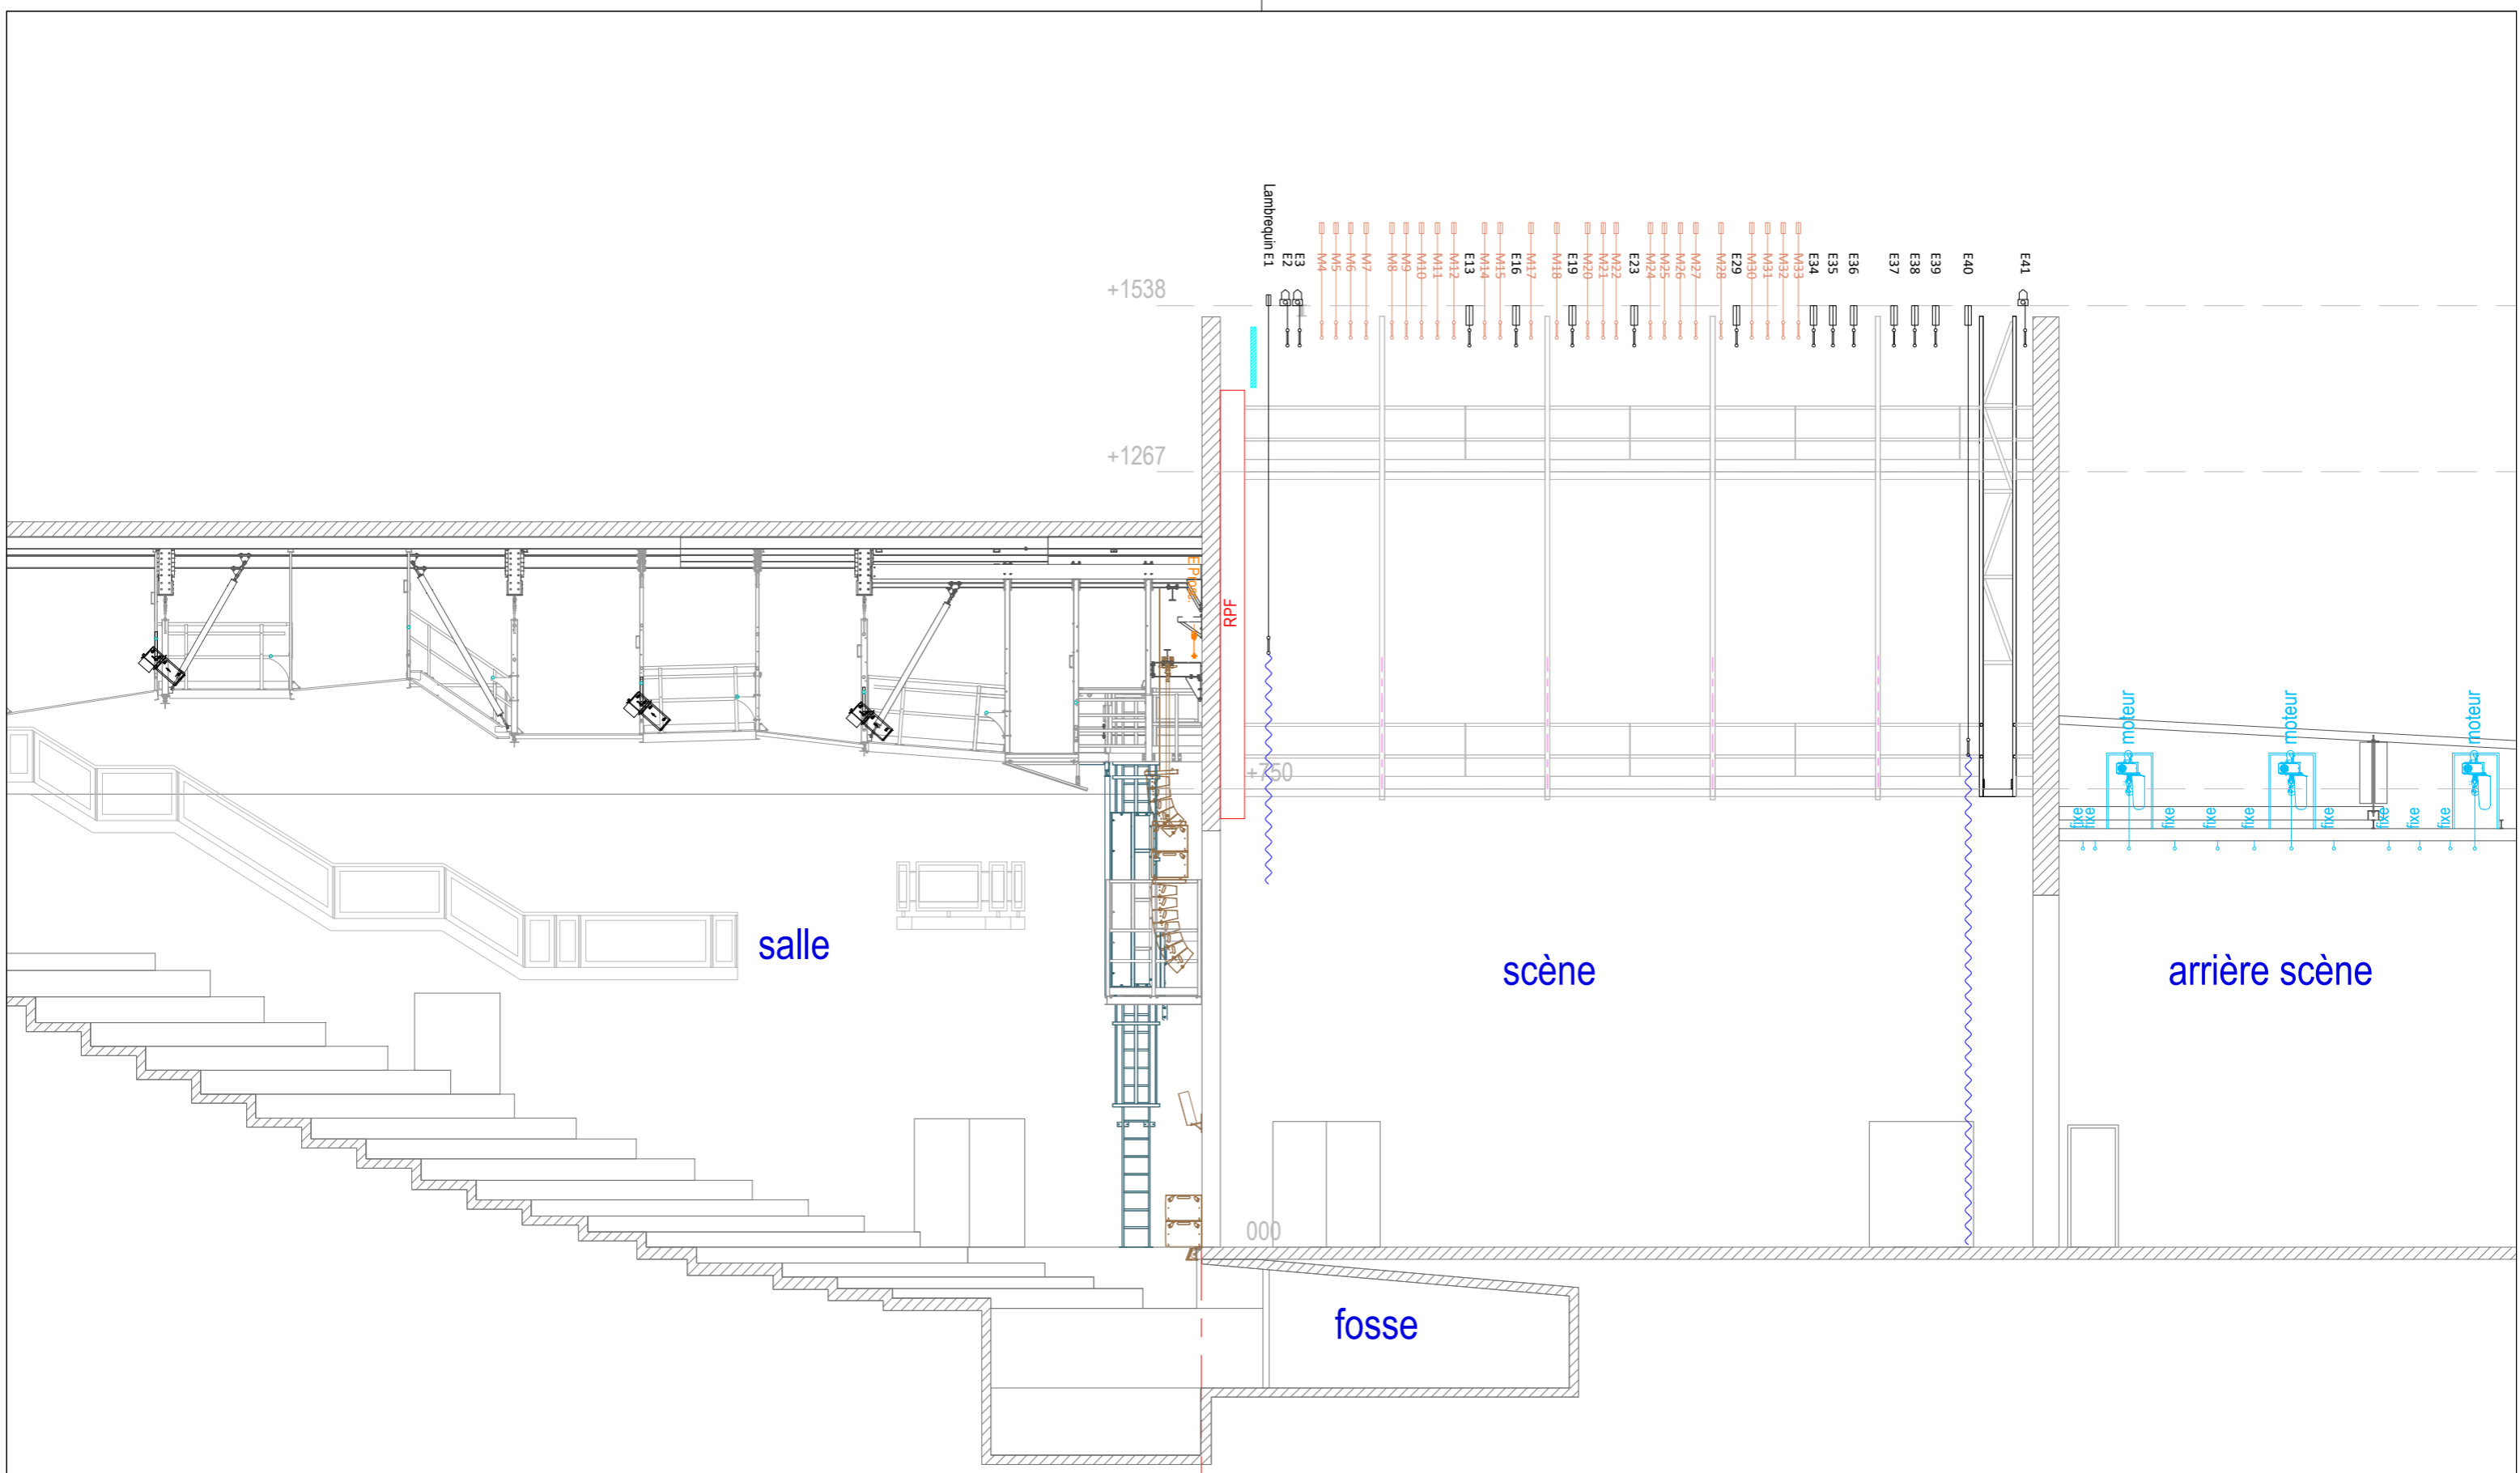 Lambrequin E1
E2
E3
M4
M5
M6
M7
M8
M9
M10
M11
M12
E13
M14
M15
E16
M17
M18
E19
M20
M21
M22
E23
M24
M25
M26
M27
M28
E29
M30
M31
M32
M33
E34
E35
E36
E37
E38
E39
E40
E41
+1538
+1267
RPF
moteur
moteur
moteur
+750
fixe
fixe
fixe
fixe
fixe
fixe
fixe
fixe
fixe
salle
scène
arrière scène
000
fosse